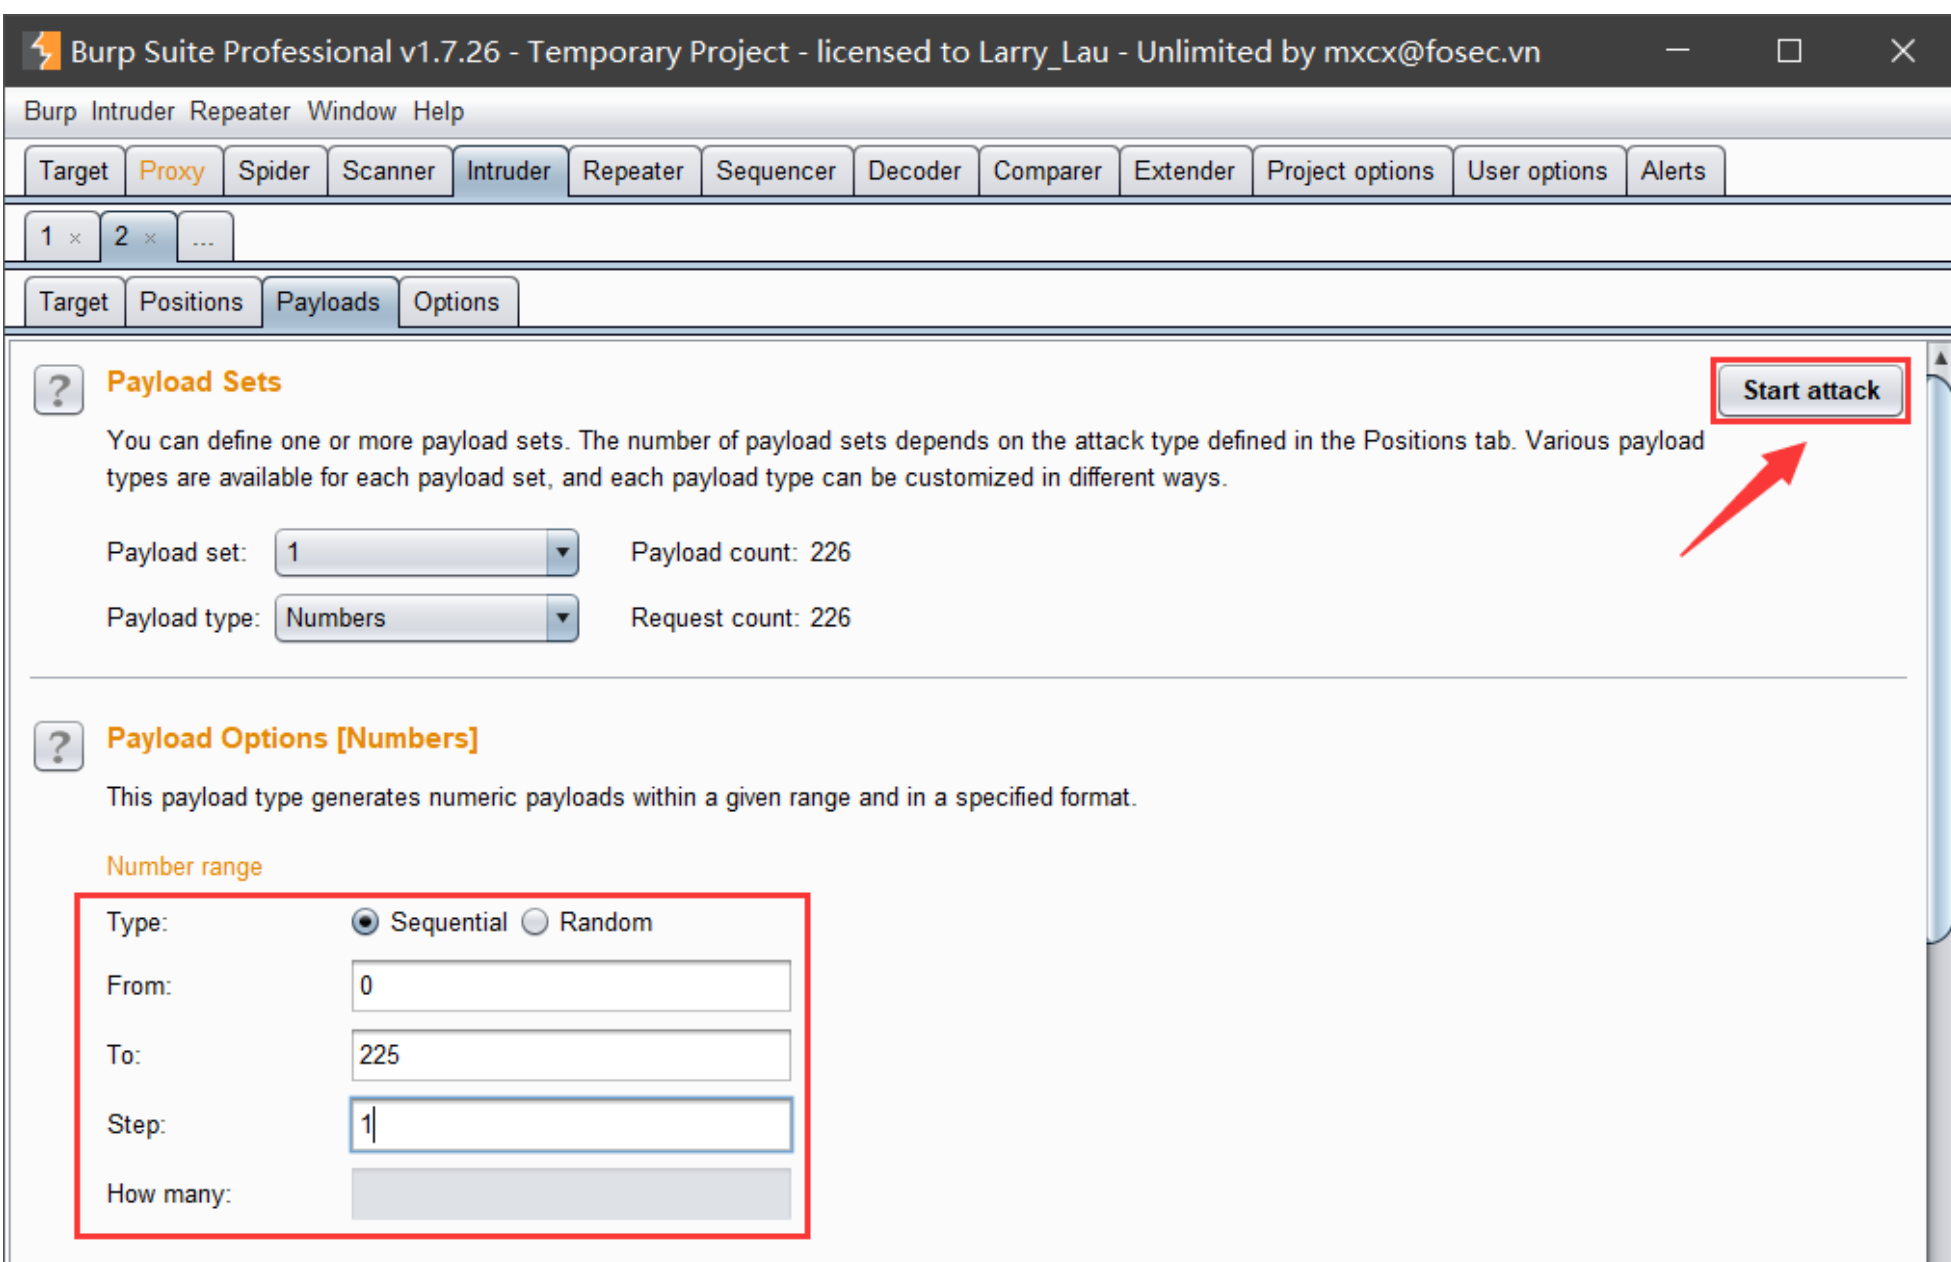 Burp Suite Professional v1.7.26 - Temporary Project - licensed to Larry_Lau - Unlimited by mxcx@fosec.vn
Burp Intruder Repeater Window Help
Target Proxy Spider Scanner Intruder Repeater Sequencer Decoder Comparer Extender Project options User options Alerts
1 × 2 × ...
Target Positions Payloads Options
? Payload Sets
Start attack
You can define one or more payload sets. The number of payload sets depends on the attack type defined in the Positions tab. Various payload
types are available for each payload set, and each payload type can be customized in different ways.
Payload set: 1 Payload count: 226
Payload type: Numbers Request count: 226
? Payload Options [Numbers]
This payload type generates numeric payloads within a given range and in a specified format.
Number range
Type: Sequential Random
From: 0
To: 225
Step: 1
How many: